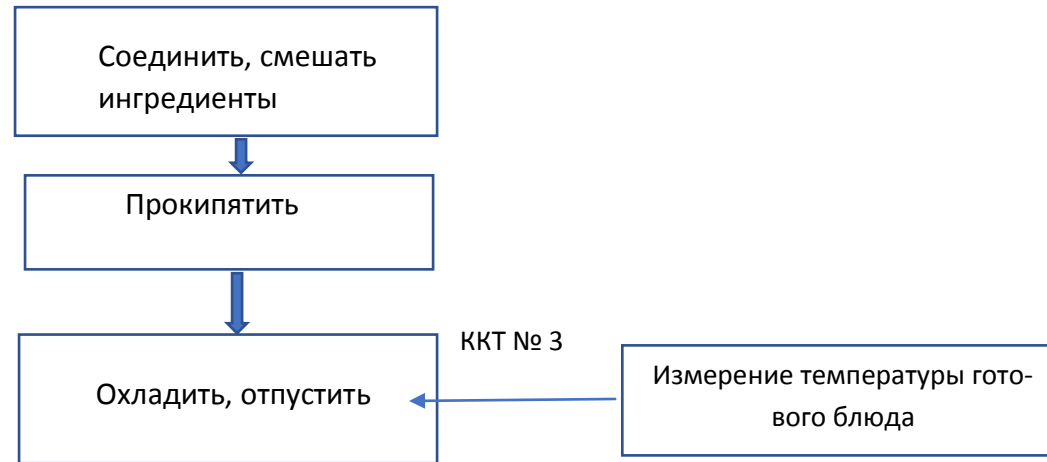 Соединить, смешать
ингредиенты
Прокипятить
ККТ № 3
Охладить, отпустить
Измерение температуры гото-
вого блюда